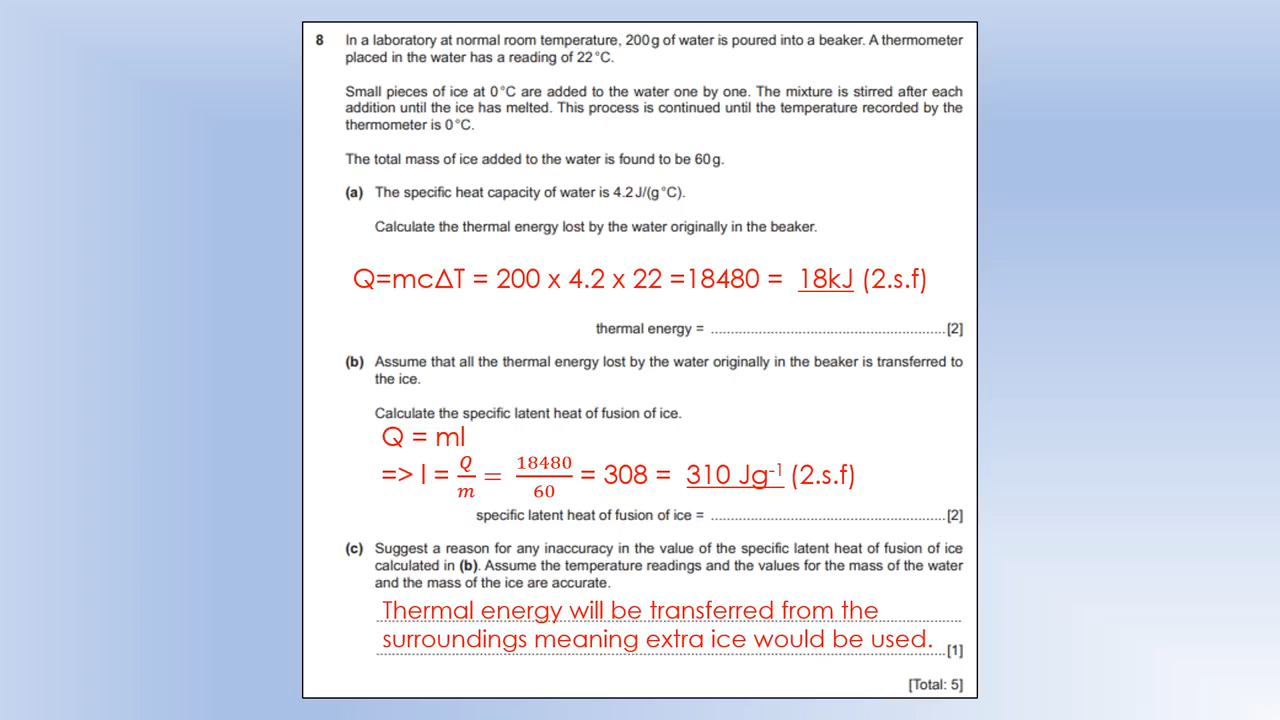 8 In a laboratory at normal room temperature, 200 g of water is poured into a beaker. A thermometer
placed in the water has a reading of 22 °C.
Small pieces of ice at 0 °C are added to the water one by one. The mixture is stirred after each
addition until the ice has melted. This process is continued until the temperature recorded by the
thermometer is 0 °C.
The total mass of ice added to the water is found to be 60 g.
(a) The specific heat capacity of water is 4.2 J/(g °C).
Calculate the thermal energy lost by the water originally in the beaker.
Q=mcΔT = 200 x 4.2 x 22 =18480 = 18kJ (2.s.f)
thermal energy = ............................................................[2]
(b) Assume that all the thermal energy lost by the water originally in the beaker is transferred to
the ice.
Calculate the specific latent heat of fusion of ice.
Q = ml
=> l = Q/m = 18480/60 = 308 = 310 Jg⁻¹ (2.s.f)
specific latent heat of fusion of ice = ............................................................[2]
(c) Suggest a reason for any inaccuracy in the value of the specific latent heat of fusion of ice
calculated in (b). Assume the temperature readings and the values for the mass of the water
and the mass of the ice are accurate.
Thermal energy will be transferred from the
surroundings meaning extra ice would be used. [1]
[Total: 5]